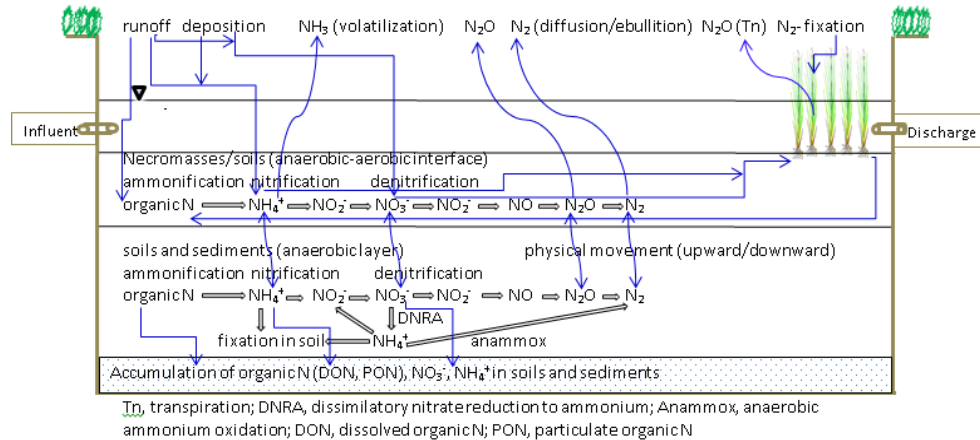 runoff deposition NH₃ (volatilization) N₂O N₂ (diffusion/ebullition) N₂O (Tn) N₂-fixation
Influent
Discharge
Necromasses/soils (anaerobic-aerobic interface)
ammonification nitrification denitrification
organic N NH₄⁺ NO₂⁻ NO₃⁻ NO₂⁻ NO N₂O N₂
soils and sediments (anaerobic layer) physical movement (upward/downward)
ammonification nitrification denitrification
organic N NH₄⁺ NO₂⁻ NO₃⁻ NO₂⁻ NO N₂O N₂
DNRA
fixation in soil NH₄⁺ anammox
Accumulation of organic N (DON, PON), NO₃⁻, NH₄⁺ in soils and sediments
Tn, transpiration; DNRA, dissimilatory nitrate reduction to ammonium; Anammox, anaerobic
ammonium oxidation; DON, dissolved organic N; PON, particulate organic N